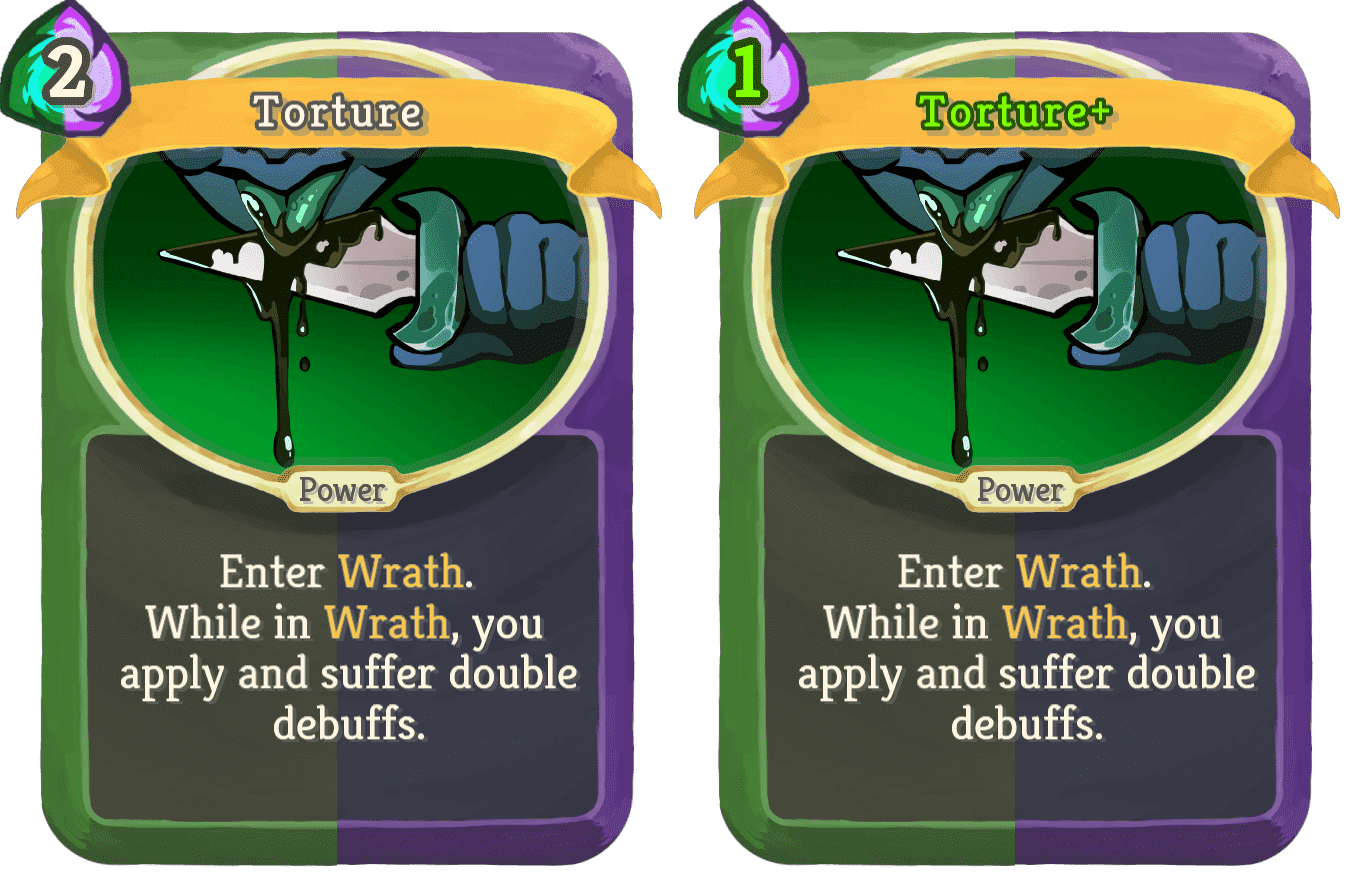 2
Torture
Power
Enter Wrath.
While in Wrath, you
apply and suffer double
debuffs.
1
Torture+
Power
Enter Wrath.
While in Wrath, you
apply and suffer double
debuffs.